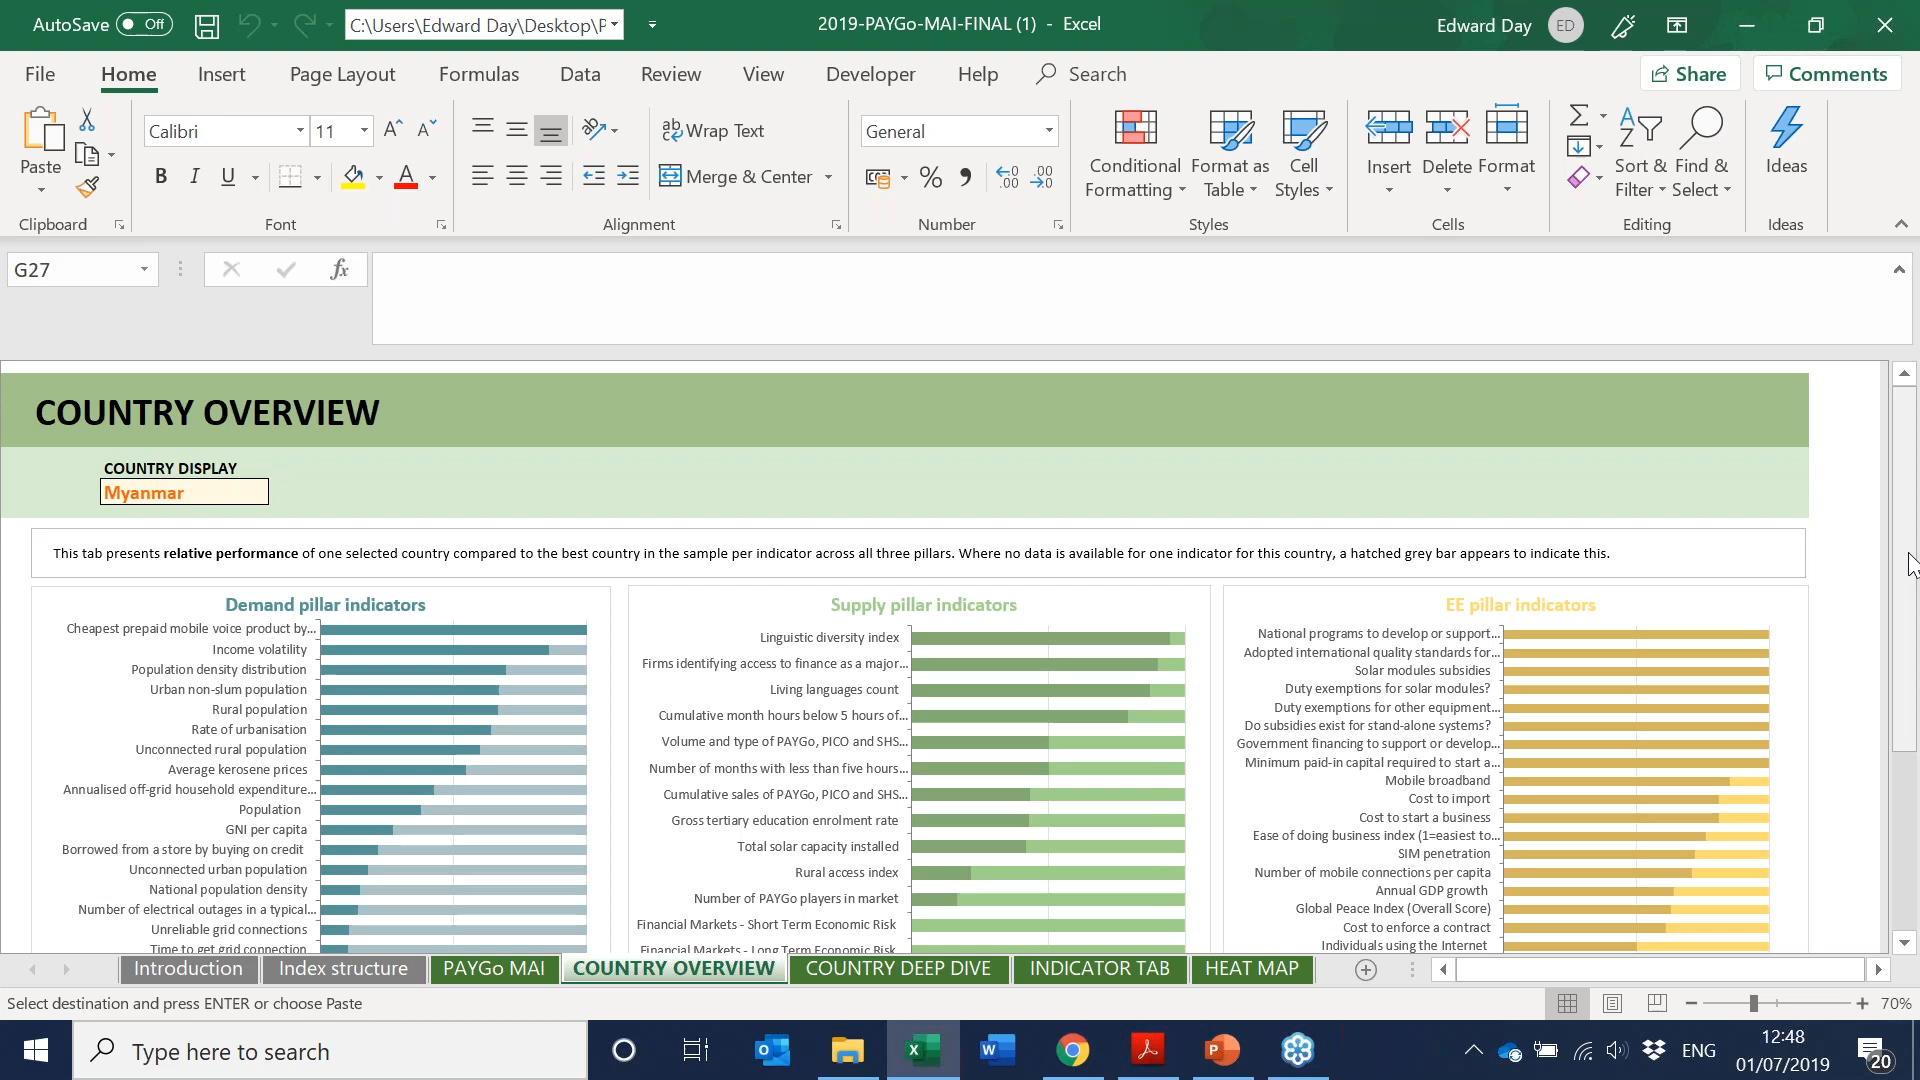 AutoSave Off
C:\Users\Edward Day\Desktop\P
2019-PAYGo-MAI-FINAL (1) - Excel
Edward Day
ED
File Home Insert Page Layout Formulas Data Review View Developer Help Search
Share Comments
Paste
Clipboard
Calibri 11
B I U
Font
ab Wrap Text
Merge & Center
Alignment
General
% , .00 .00
Number
Conditional Formatting
Format as Table
Cell Styles
Styles
Insert Delete Format
Cells
Sort & Filter
Find & Select
Editing
Ideas
Ideas
G27
fx
COUNTRY OVERVIEW
COUNTRY DISPLAY
Myanmar
This tab presents relative performance of one selected country compared to the best country in the sample per indicator across all three pillars. Where no data is available for one indicator for this country, a hatched grey bar appears to indicate this.
Demand pillar indicators
Cheapest prepaid mobile voice product by...
Income volatility
Population density distribution
Urban non-slum population
Rural population
Rate of urbanisation
Unconnected rural population
Average kerosene prices
Annualised off-grid household expenditure...
Population
GNI per capita
Borrowed from a store by buying on credit
Unconnected urban population
National population density
Number of electrical outages in a typical...
Unreliable grid connections
Time to get grid connection
Supply pillar indicators
Linguistic diversity index
Firms identifying access to finance as a major...
Living languages count
Cumulative month hours below 5 hours of...
Volume and type of PAYGo, PICO and SHS...
Number of months with less than five hours...
Cumulative sales of PAYGo, PICO and SHS...
Gross tertiary education enrolment rate
Total solar capacity installed
Rural access index
Number of PAYGo players in market
Financial Markets - Short Term Economic Risk
Financial Markets - Long Term Economic Risk
EE pillar indicators
National programs to develop or support...
Adopted international quality standards for...
Solar modules subsidies
Duty exemptions for solar modules?
Duty exemptions for other equipment...
Do subsidies exist for stand-alone systems?
Government financing to support or develop...
Minimum paid-in capital required to start a...
Mobile broadband
Cost to import
Cost to start a business
Ease of doing business index (1=easiest to...
SIM penetration
Number of mobile connections per capita
Annual GDP growth
Global Peace Index (Overall Score)
Cost to enforce a contract
Individuals using the Internet
Introduction Index structure PAYGo MAI COUNTRY OVERVIEW COUNTRY DEEP DIVE INDICATOR TAB HEAT MAP
Select destination and press ENTER or choose Paste
70%
Type here to search
ENG
12:48
01/07/2019
20